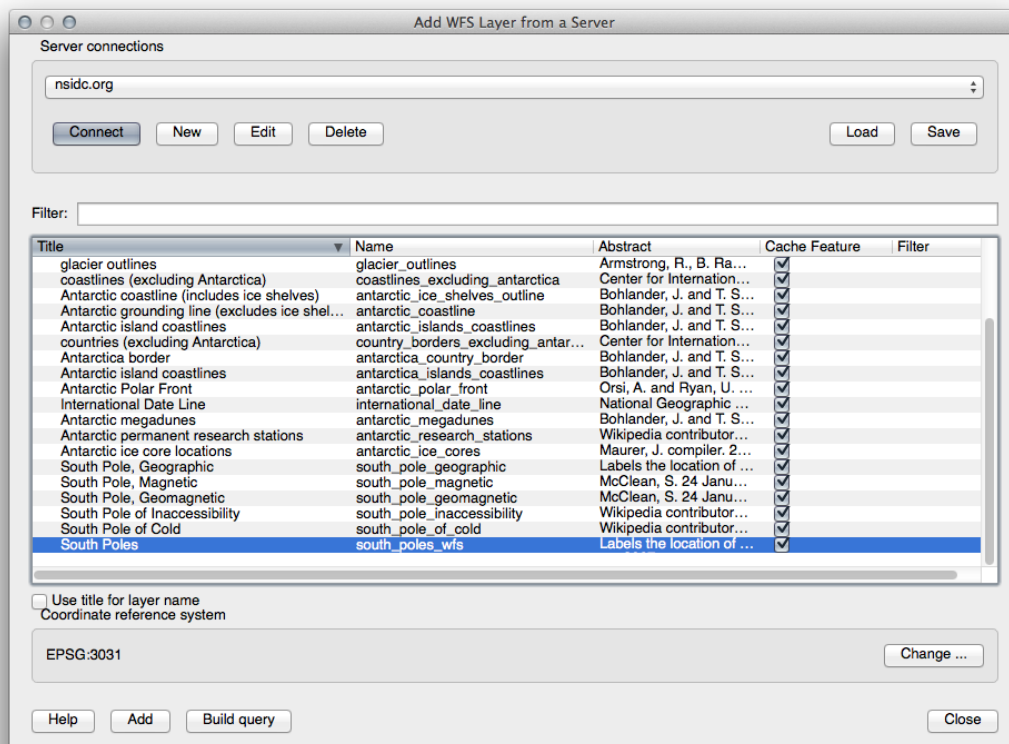 Add WFS Layer from a Server
Server connections
nsidc.org
Connect New Edit Delete Load Save
Filter:
Title Name Abstract Cache Feature Filter
glacier outlines glacier_outlines Armstrong, R., B. Ra...
coastlines (excluding Antarctica) coastlines_excluding_antarctica Center for Internation...
Antarctic coastline (includes ice shelves) antarctic_ice_shelves_outline Bohlander, J. and T. S...
Antarctic grounding line (excludes ice shel... antarctic_coastline Bohlander, J. and T. S...
Antarctic island coastlines antarctic_islands_coastlines Bohlander, J. and T. S...
countries (excluding Antarctica) country_borders_excluding_antar... Center for Internation...
Antarctica border antarctica_country_border Bohlander, J. and T. S...
Antarctic island coastlines antarctica_islands_coastlines Bohlander, J. and T. S...
Antarctic Polar Front antarctic_polar_front Orsi, A. and Ryan, U. ...
International Date Line international_date_line National Geographic ...
Antarctic megadunes antarctic_megadunes Bohlander, J. and T. S...
Antarctic permanent research stations antarctic_research_stations Wikipedia contributor...
Antarctic ice core locations antarctic_ice_cores Maurer, J. compiler. 2...
South Pole, Geographic south_pole_geographic Labels the location of ...
South Pole, Magnetic south_pole_magnetic McClean, S. 24 Janu...
South Pole, Geomagnetic south_pole_geomagnetic McClean, S. 24 Janu...
South Pole of Inaccessibility south_pole_inaccessibility Wikipedia contributor...
South Pole of Cold south_pole_of_cold Wikipedia contributor...
South Poles south_poles_wfs Labels the location of ...
Use title for layer name
Coordinate reference system
EPSG:3031 Change ...
Help Add Build query Close